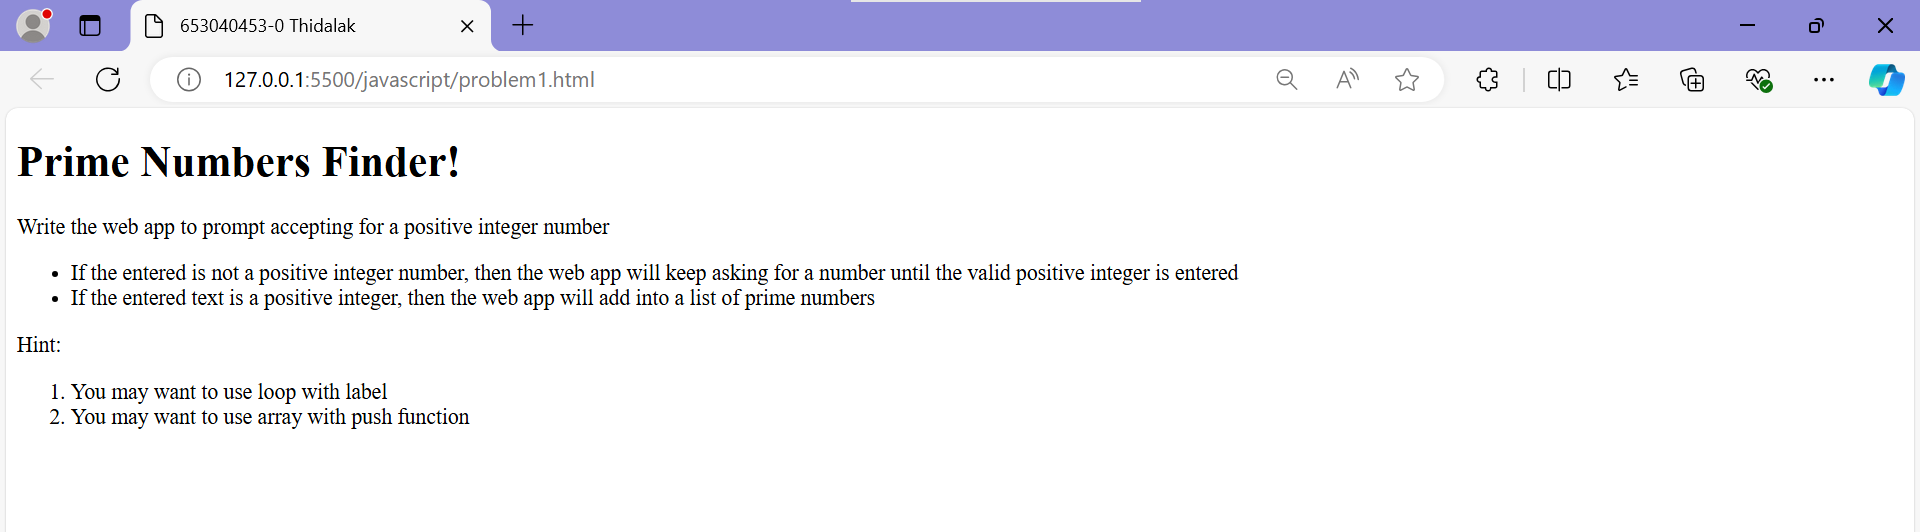 653040453-0 Thidalak
127.0.0.1:5500/javascript/problem1.html
Prime Numbers Finder!
Write the web app to prompt accepting for a positive integer number
• If the entered is not a positive integer number, then the web app will keep asking for a number until the valid positive integer is entered
• If the entered text is a positive integer, then the web app will add into a list of prime numbers
Hint:
1. You may want to use loop with label
2. You may want to use array with push function